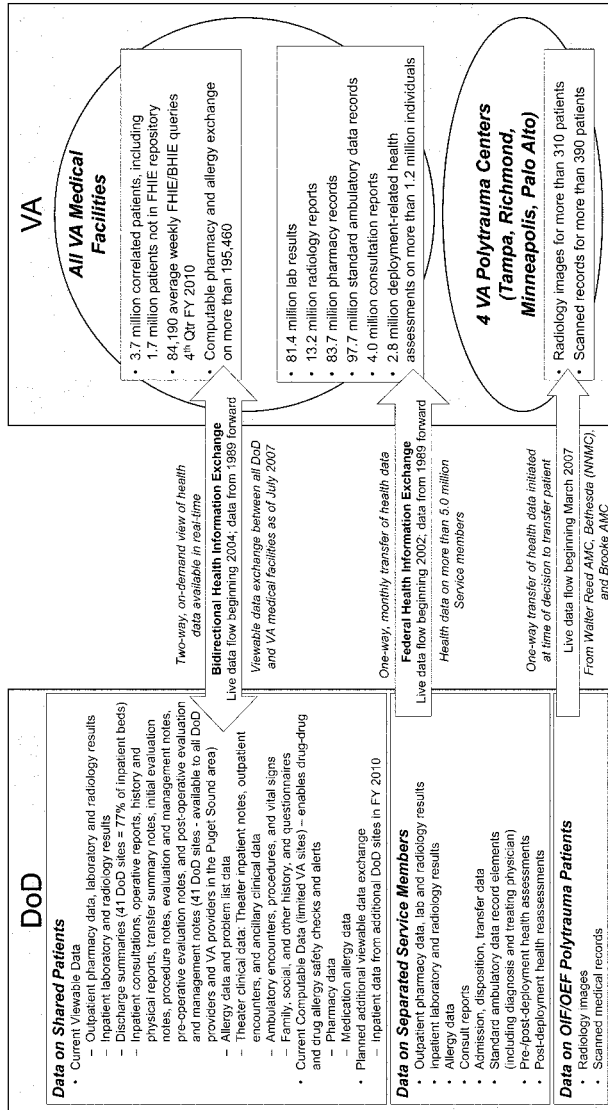 DoD
Data on Shared Patients
• Current Viewable Data
– Outpatient pharmacy data, laboratory and radiology results
– Inpatient laboratory and radiology results
– Discharge summaries (41 DoD sites = 77% of inpatient beds)
Inpatient consultations, operative reports, history and
physical reports, transfer summary notes, initial evaluation
notes, procedure notes, evaluation and management notes,
pre-operative evaluation notes, and post-operative evaluation
and management notes (41 DoD sites - available to all DoD
providers and VA providers in the Puget Sound area)
– Allergy data and problem list data
– Theater clinical data: Theater inpatient notes, outpatient
encounters, and ancillary clinical data
– Ambulatory encounters, procedures, and vital signs
– Family, social, and other history, and questionnaires
• Current Computable Data (limited VA sites) – enables drug-drug
and drug allergy safety checks and alerts
– Pharmacy data
– Medication allergy data
• Planned additional viewable data exchange
– Inpatient data from additional DoD sites in FY 2010
Data on Separated Service Members
• Outpatient pharmacy data, lab and radiology results
• Inpatient laboratory and radiology results
• Allergy data
• Consult reports
• Admission, disposition, transfer data
• Standard ambulatory data record elements
(including diagnosis and treating physician)
• Pre-/post-deployment health assessments
• Post-deployment health reassessments
Data on OIF/OEF Polytrauma Patients
• Radiology images
• Scanned medical records
Two-way, on-demand view of health
data available in real-time
Bidirectional Health Information Exchange
Live data flow beginning 2004; data from 1989 forward
Viewable data exchange between all DoD
and VA medical facilities as of July 2007
One-way, monthly transfer of health data
Federal Health Information Exchange
Live data flow beginning 2002; data from 1989 forward
Health data on more than 5.0 million
Service members
One-way transfer of health data initiated
at time of decision to transfer patient
Live data flow beginning March 2007
From Walter Reed AMC, Bethesda (NNMC),
and Brooke AMC
VA
All VA Medical
Facilities
• 3.7 million correlated patients, including
1.7 million patients not in FHIE repository
• 84,190 average weekly FHIE/BHIE queries
4th Qtr FY 2010
• Computable pharmacy and allergy exchange
on more than 195,460
• 81.4 million lab results
• 13.2 million radiology reports
• 83.7 million pharmacy records
• 97.7 million standard ambulatory data records
• 4.0 million consultation reports
• 2.8 million deployment-related health
assessments on more than 1.2 million individuals
4 VA Polytrauma Centers
(Tampa, Richmond,
Minneapolis, Palo Alto)
• Radiology images for more than 310 patients
• Scanned records for more than 390 patients